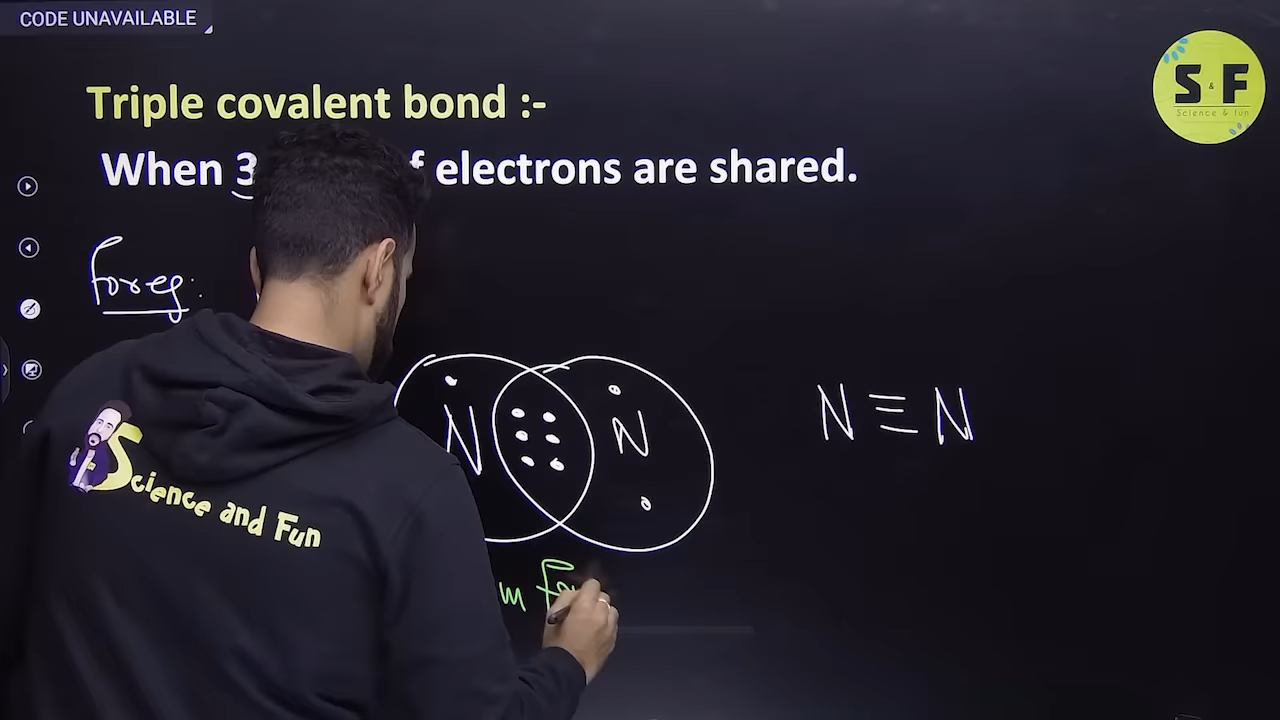 CODE UNAVAILABLE
S & F
Science & fun
Triple covalent bond :-
When 3 f electrons are shared.
For eg:
N N
N ≡ N
Science and Fun